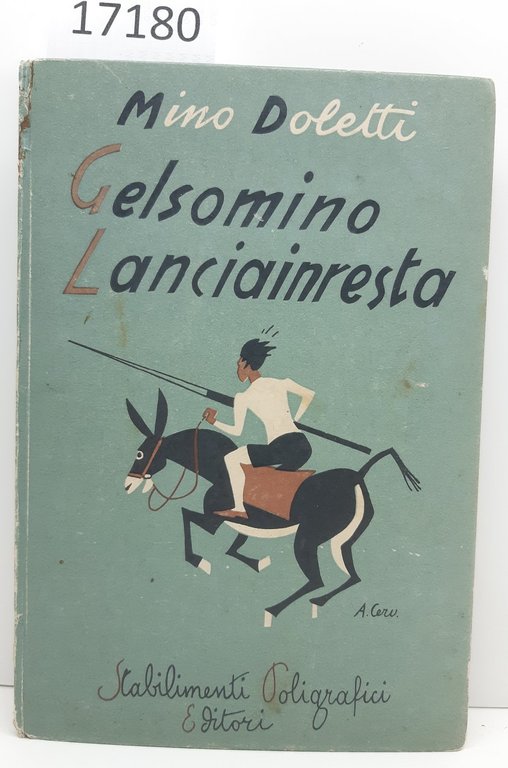 17180
Mino Doletti
Gelsomino
Lanciainresta
A. Cerv.
Stabilimenti Poligrafici
Editori